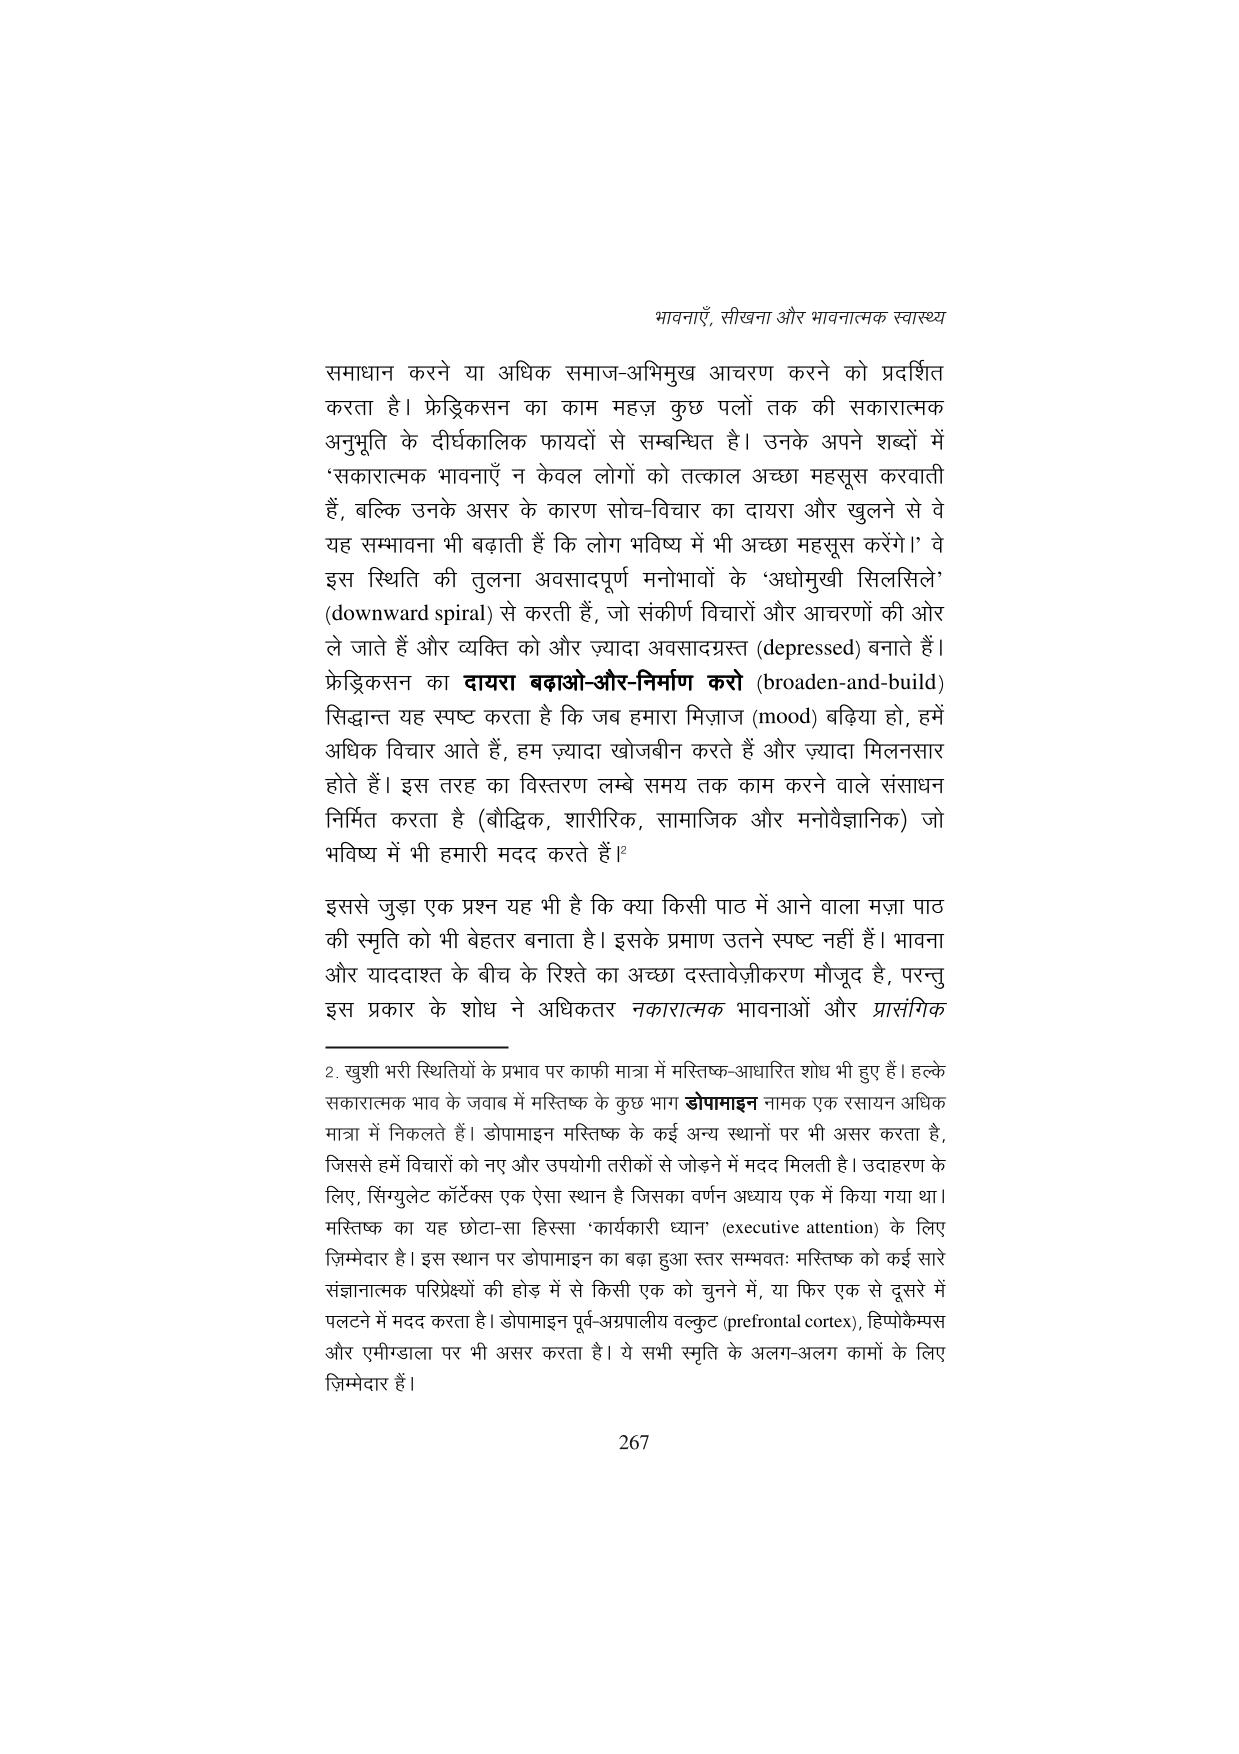 भावनाएँ, सीखना और भावनात्मक स्वास्थ्य
समाधान करने या अधिक समाज-अभिमुख आचरण करने को प्रदर्शित
करता है। फ्रेड्रिकसन का काम महज़ कुछ पलों तक की सकारात्मक
अनुभूति के दीर्घकालिक फायदों से सम्बन्धित है। उनके अपने शब्दों में
‘सकारात्मक भावनाएँ न केवल लोगों को तत्काल अच्छा महसूस करवाती
हैं, बल्कि उनके असर के कारण सोच-विचार का दायरा और खुलने से वे
यह सम्भावना भी बढ़ाती हैं कि लोग भविष्य में भी अच्छा महसूस करेंगे।’ वे
इस स्थिति की तुलना अवसादपूर्ण मनोभावों के ‘अधोमुखी सिलसिले’
(downward spiral) से करती हैं, जो संकीर्ण विचारों और आचरणों की ओर
ले जाते हैं और व्यक्ति को और ज़्यादा अवसादग्रस्त (depressed) बनाते हैं।
फ्रेड्रिकसन का दायरा बढ़ाओ-और-निर्माण करो (broaden-and-build)
सिद्धान्त यह स्पष्ट करता है कि जब हमारा मिज़ाज (mood) बढ़िया हो, हमें
अधिक विचार आते हैं, हम ज़्यादा खोजबीन करते हैं और ज़्यादा मिलनसार
होते हैं। इस तरह का विस्तरण लम्बे समय तक काम करने वाले संसाधन
निर्मित करता है (बौद्धिक, शारीरिक, सामाजिक और मनोवैज्ञानिक) जो
भविष्य में भी हमारी मदद करते हैं।²
इससे जुड़ा एक प्रश्न यह भी है कि क्या किसी पाठ में आने वाला मज़ा पाठ
की स्मृति को भी बेहतर बनाता है। इसके प्रमाण उतने स्पष्ट नहीं हैं। भावना
और याददाश्त के बीच के रिश्ते का अच्छा दस्तावेज़ीकरण मौजूद है, परन्तु
इस प्रकार के शोध ने अधिकतर नकारात्मक भावनाओं और प्रासंगिक
2. खुशी भरी स्थितियों के प्रभाव पर काफी मात्रा में मस्तिष्क-आधारित शोध भी हुए हैं। हल्के
सकारात्मक भाव के जवाब में मस्तिष्क के कुछ भाग डोपामाइन नामक एक रसायन अधिक
मात्रा में निकलते हैं। डोपामाइन मस्तिष्क के कई अन्य स्थानों पर भी असर करता है,
जिससे हमें विचारों को नए और उपयोगी तरीकों से जोड़ने में मदद मिलती है। उदाहरण के
लिए, सिंग्युलेट कॉर्टेक्स एक ऐसा स्थान है जिसका वर्णन अध्याय एक में किया गया था।
मस्तिष्क का यह छोटा-सा हिस्सा ‘कार्यकारी ध्यान’ (executive attention) के लिए
ज़िम्मेदार है। इस स्थान पर डोपामाइन का बढ़ा हुआ स्तर सम्भवतः मस्तिष्क को कई सारे
संज्ञानात्मक परिप्रेक्ष्यों की होड़ में से किसी एक को चुनने में, या फिर एक से दूसरे में
पलटने में मदद करता है। डोपामाइन पूर्व-अग्रपालीय वल्कुट (prefrontal cortex), हिप्पोकैम्पस
और एमीग्डाला पर भी असर करता है। ये सभी स्मृति के अलग-अलग कामों के लिए
ज़िम्मेदार हैं।
267